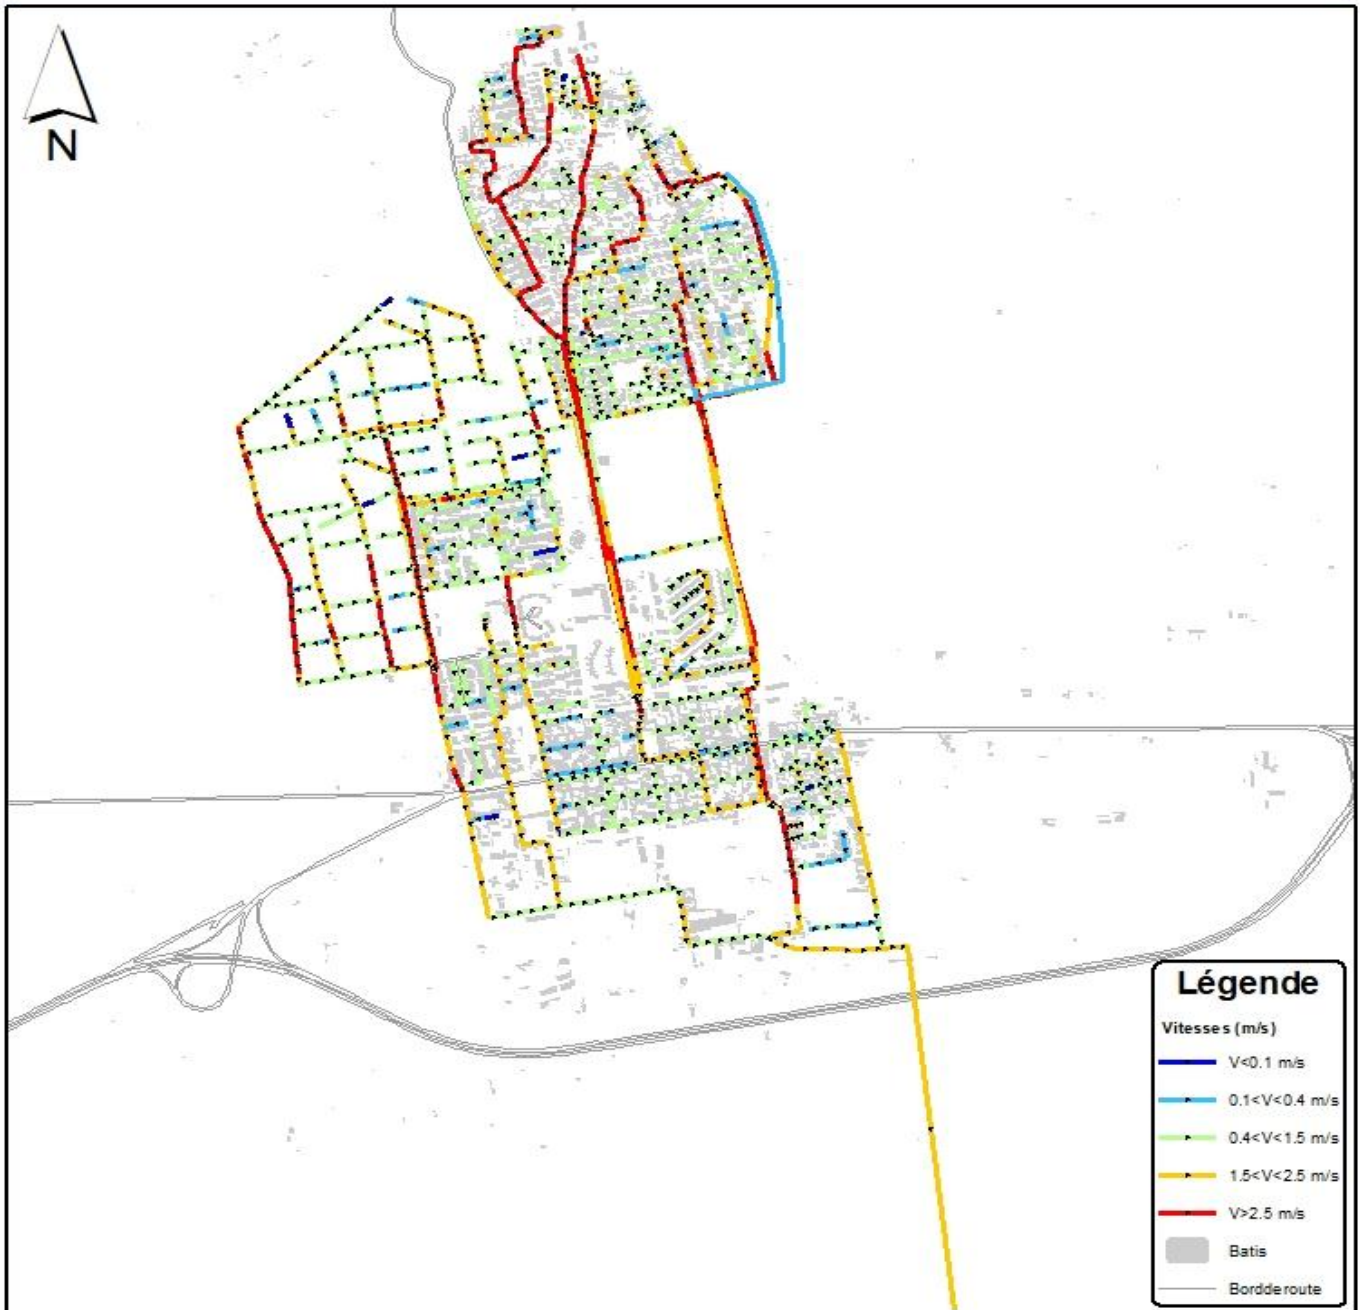 N
Légende
Vitesses (m/s)
V<0.1 m/s
0.1<V<0.4 m/s
0.4<V<1.5 m/s
1.5<V<2.5 m/s
V>2.5 m/s
Batis
Bordderoute